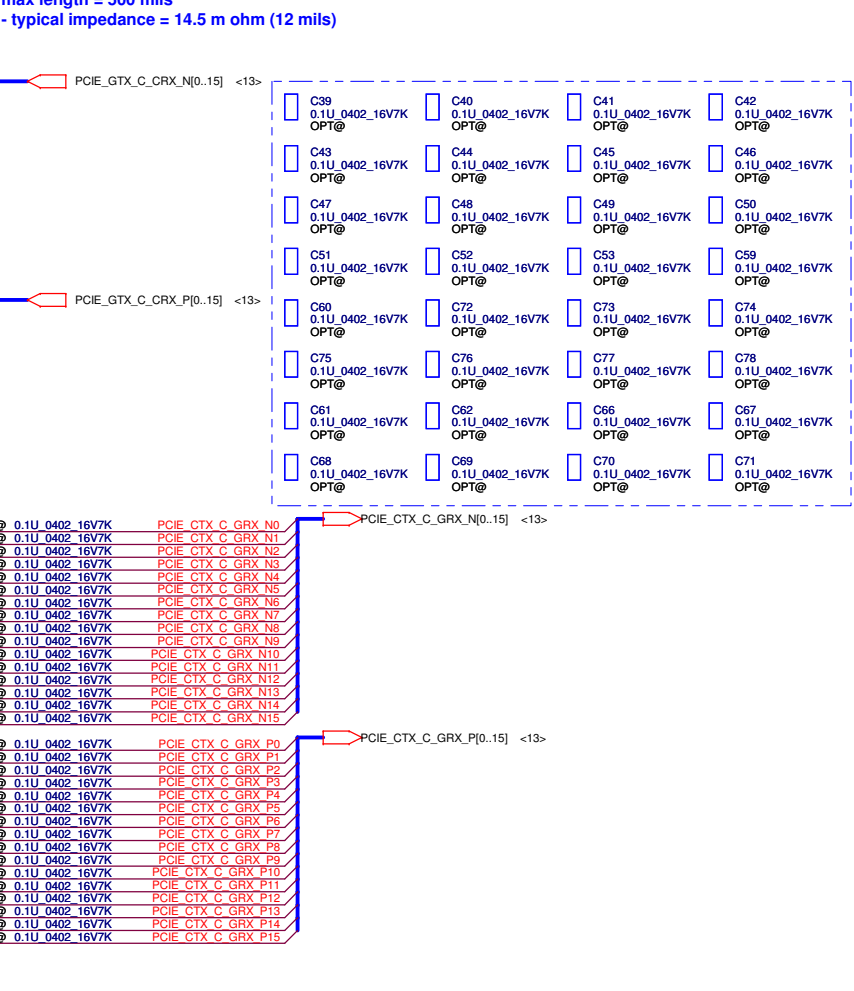 max length = 500 mils
- typical impedance = 14.5 m ohm (12 mils)
PCIE_GTX_C_CRX_N[0..15] <13>
C39 C40 C41 C42
0.1U_0402_16V7K 0.1U_0402_16V7K 0.1U_0402_16V7K 0.1U_0402_16V7K
OPT@ OPT@ OPT@ OPT@
C43 C44 C45 C46
0.1U_0402_16V7K 0.1U_0402_16V7K 0.1U_0402_16V7K 0.1U_0402_16V7K
OPT@ OPT@ OPT@ OPT@
C47 C48 C49 C50
0.1U_0402_16V7K 0.1U_0402_16V7K 0.1U_0402_16V7K 0.1U_0402_16V7K
OPT@ OPT@ OPT@ OPT@
C51 C52 C53 C59
0.1U_0402_16V7K 0.1U_0402_16V7K 0.1U_0402_16V7K 0.1U_0402_16V7K
OPT@ OPT@ OPT@ OPT@
PCIE_GTX_C_CRX_P[0..15] <13>
C60 C72 C73 C74
0.1U_0402_16V7K 0.1U_0402_16V7K 0.1U_0402_16V7K 0.1U_0402_16V7K
OPT@ OPT@ OPT@ OPT@
C75 C76 C77 C78
0.1U_0402_16V7K 0.1U_0402_16V7K 0.1U_0402_16V7K 0.1U_0402_16V7K
OPT@ OPT@ OPT@ OPT@
C61 C62 C66 C67
0.1U_0402_16V7K 0.1U_0402_16V7K 0.1U_0402_16V7K 0.1U_0402_16V7K
OPT@ OPT@ OPT@ OPT@
C68 C69 C70 C71
0.1U_0402_16V7K 0.1U_0402_16V7K 0.1U_0402_16V7K 0.1U_0402_16V7K
OPT@ OPT@ OPT@ OPT@
PCIE_CTX_C_GRX_N[0..15] <13>
@ 0.1U_0402_16V7K PCIE_CTX_C_GRX_N0
@ 0.1U_0402_16V7K PCIE_CTX_C_GRX_N1
@ 0.1U_0402_16V7K PCIE_CTX_C_GRX_N2
@ 0.1U_0402_16V7K PCIE_CTX_C_GRX_N3
@ 0.1U_0402_16V7K PCIE_CTX_C_GRX_N4
@ 0.1U_0402_16V7K PCIE_CTX_C_GRX_N5
@ 0.1U_0402_16V7K PCIE_CTX_C_GRX_N6
@ 0.1U_0402_16V7K PCIE_CTX_C_GRX_N7
@ 0.1U_0402_16V7K PCIE_CTX_C_GRX_N8
@ 0.1U_0402_16V7K PCIE_CTX_C_GRX_N9
@ 0.1U_0402_16V7K PCIE_CTX_C_GRX_N10
@ 0.1U_0402_16V7K PCIE_CTX_C_GRX_N11
@ 0.1U_0402_16V7K PCIE_CTX_C_GRX_N12
@ 0.1U_0402_16V7K PCIE_CTX_C_GRX_N13
@ 0.1U_0402_16V7K PCIE_CTX_C_GRX_N14
@ 0.1U_0402_16V7K PCIE_CTX_C_GRX_N15
PCIE_CTX_C_GRX_P[0..15] <13>
@ 0.1U_0402_16V7K PCIE_CTX_C_GRX_P0
@ 0.1U_0402_16V7K PCIE_CTX_C_GRX_P1
@ 0.1U_0402_16V7K PCIE_CTX_C_GRX_P2
@ 0.1U_0402_16V7K PCIE_CTX_C_GRX_P3
@ 0.1U_0402_16V7K PCIE_CTX_C_GRX_P4
@ 0.1U_0402_16V7K PCIE_CTX_C_GRX_P5
@ 0.1U_0402_16V7K PCIE_CTX_C_GRX_P6
@ 0.1U_0402_16V7K PCIE_CTX_C_GRX_P7
@ 0.1U_0402_16V7K PCIE_CTX_C_GRX_P8
@ 0.1U_0402_16V7K PCIE_CTX_C_GRX_P9
@ 0.1U_0402_16V7K PCIE_CTX_C_GRX_P10
@ 0.1U_0402_16V7K PCIE_CTX_C_GRX_P11
@ 0.1U_0402_16V7K PCIE_CTX_C_GRX_P12
@ 0.1U_0402_16V7K PCIE_CTX_C_GRX_P13
@ 0.1U_0402_16V7K PCIE_CTX_C_GRX_P14
@ 0.1U_0402_16V7K PCIE_CTX_C_GRX_P15